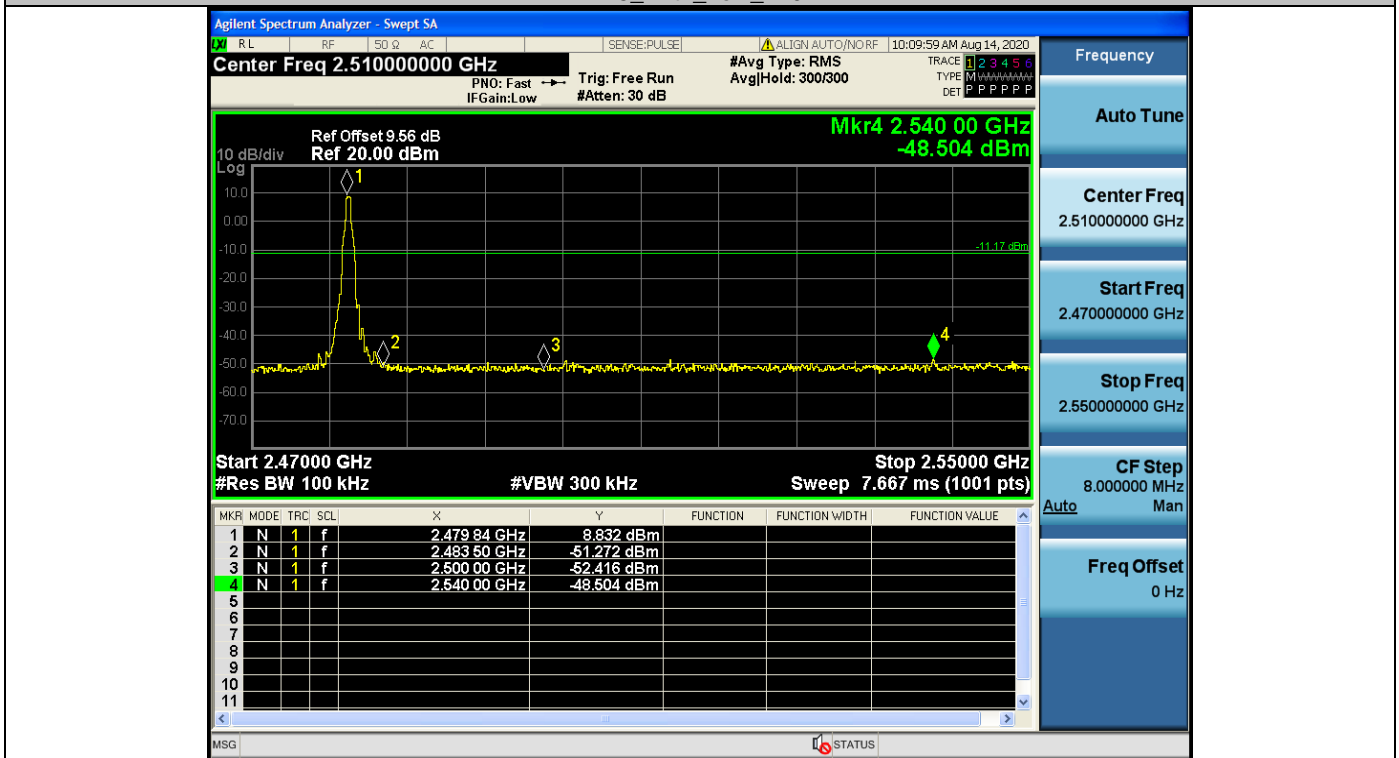 Agilent Spectrum Analyzer - Swept SA
LXI RL RF 50 Ω AC SENSE:PULSE ALIGN AUTO/NO RF 10:09:59 AM Aug 14, 2020
Center Freq 2.510000000 GHz
PNO: Fast
IFGain:Low
Trig: Free Run
#Atten: 30 dB
#Avg Type: RMS
Avg|Hold: 300/300
TRACE 1 2 3 4 5 6
TYPE M
DET P P P P P P
Mkr4 2.540 00 GHz
-48.504 dBm
Ref Offset 9.56 dB
10 dB/div Ref 20.00 dBm
Log
10.0
0.00
-10.0
-20.0
-30.0
-40.0
-50.0
-60.0
-70.0
1
2
3
4
-11.17 dBm
Start 2.47000 GHz Stop 2.55000 GHz
#Res BW 100 kHz #VBW 300 kHz Sweep 7.667 ms (1001 pts)
MKR MODE TRC SCL X Y FUNCTION FUNCTION WIDTH FUNCTION VALUE
1 N 1 f 2.479 84 GHz 8.832 dBm
2 N 1 f 2.483 50 GHz -51.272 dBm
3 N 1 f 2.500 00 GHz -52.416 dBm
4 N 1 f 2.540 00 GHz -48.504 dBm
5
6
7
8
9
10
11
MSG STATUS
Frequency
Auto Tune
Center Freq
2.510000000 GHz
Start Freq
2.470000000 GHz
Stop Freq
2.550000000 GHz
CF Step
8.000000 MHz
Auto Man
Freq Offset
0 Hz